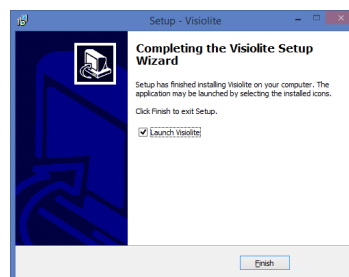 Setup - Visiolite
Completing the Visiolite Setup
Wizard
Setup has finished installing Visiolite on your computer. The
application may be launched by selecting the installed icons.
Click Finish to exit Setup.
Launch Visiolite
Finish